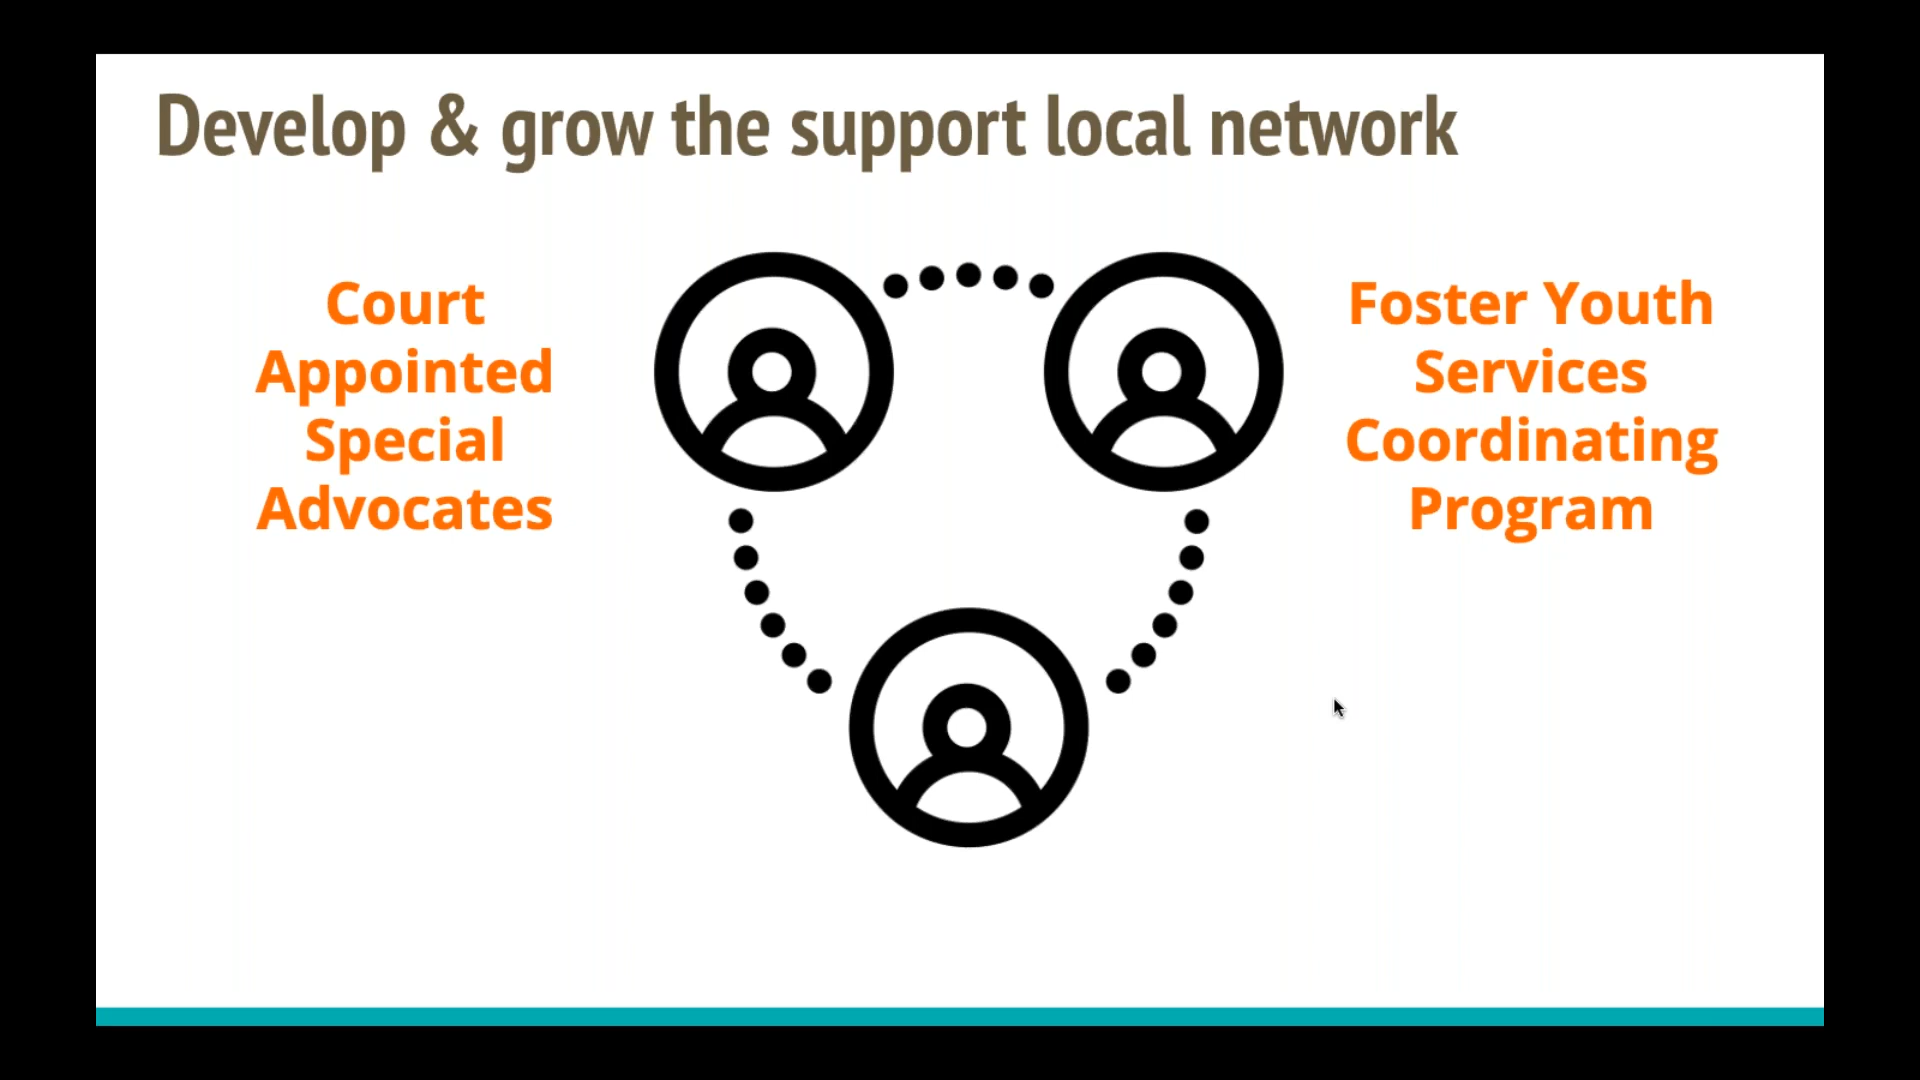 Develop & grow the support local network
Court
Appointed
Special
Advocates
Foster Youth
Services
Coordinating
Program